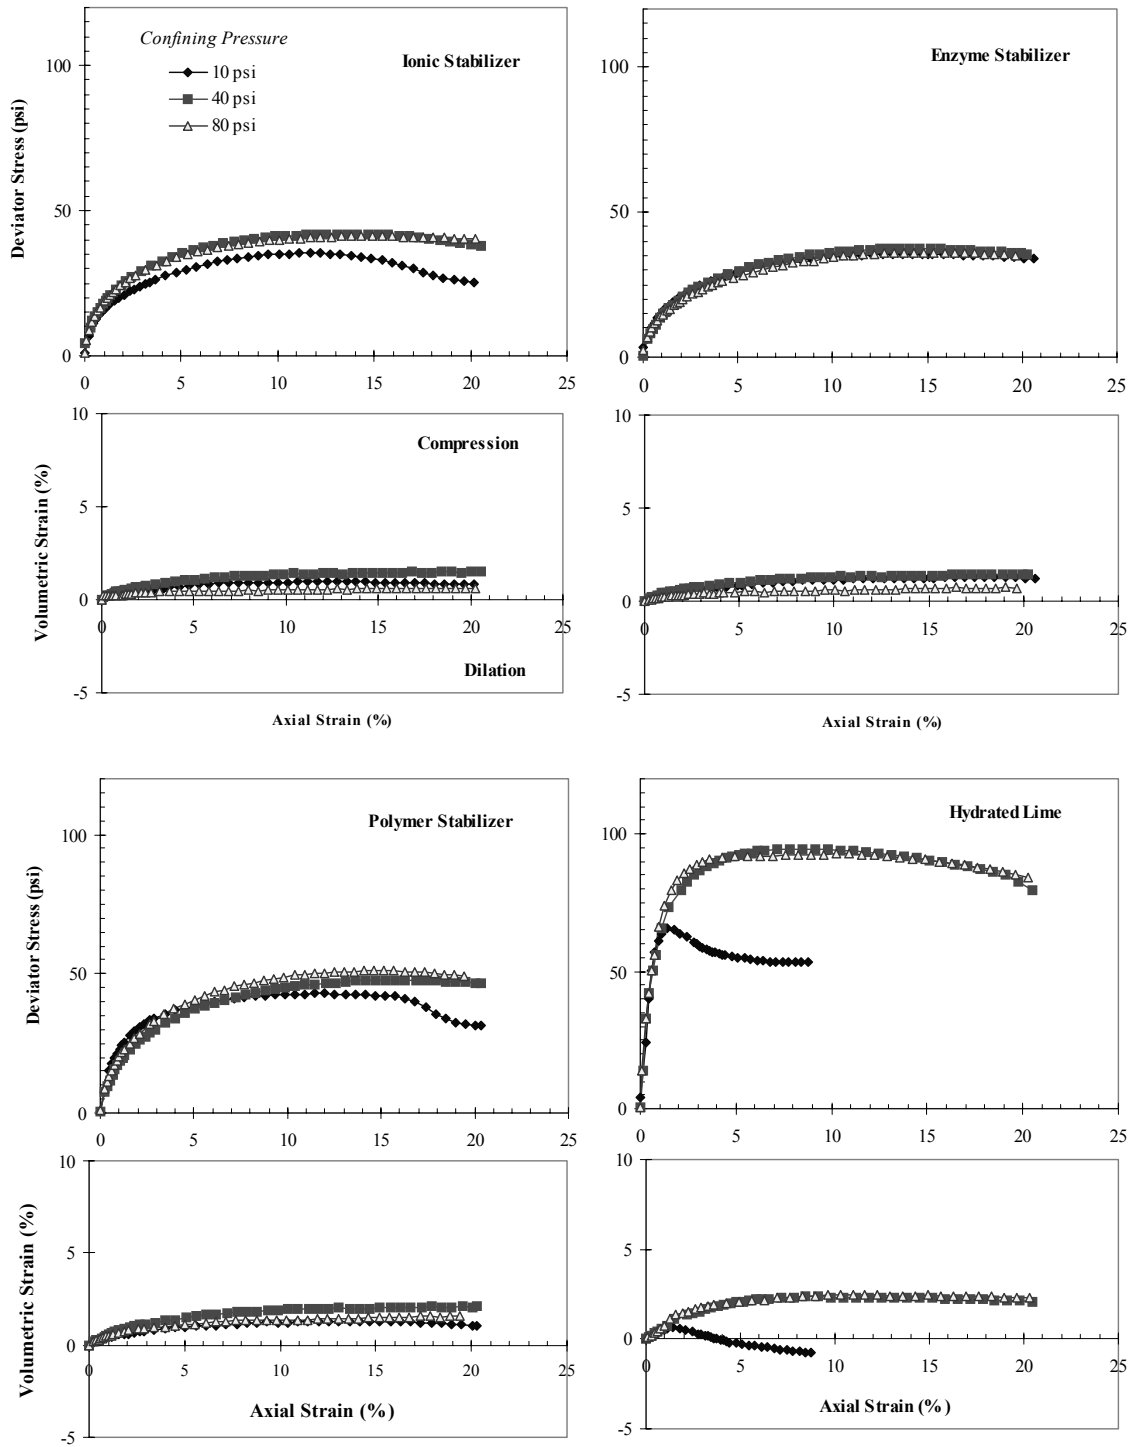 Confining Pressure
10 psi
40 psi
80 psi
Ionic Stabilizer
Deviator Stress (psi)
100
50
0
0 5 10 15 20 25
Enzyme Stabilizer
100
50
0
0 5 10 15 20 25
Compression
Dilation
Volumetric Strain (%)
10
5
0
-5
0 5 10 15 20 25
Axial Strain (%)
10
5
0
-5
0 5 10 15 20 25
Axial Strain (%)
Polymer Stabilizer
Deviator Stress (psi)
100
50
0
0 5 10 15 20 25
Hydrated Lime
100
50
0
0 5 10 15 20 25
Volumetric Strain (%)
10
5
0
-5
0 5 10 15 20 25
Axial Strain (%)
10
5
0
-5
0 5 10 15 20 25
Axial Strain (%)